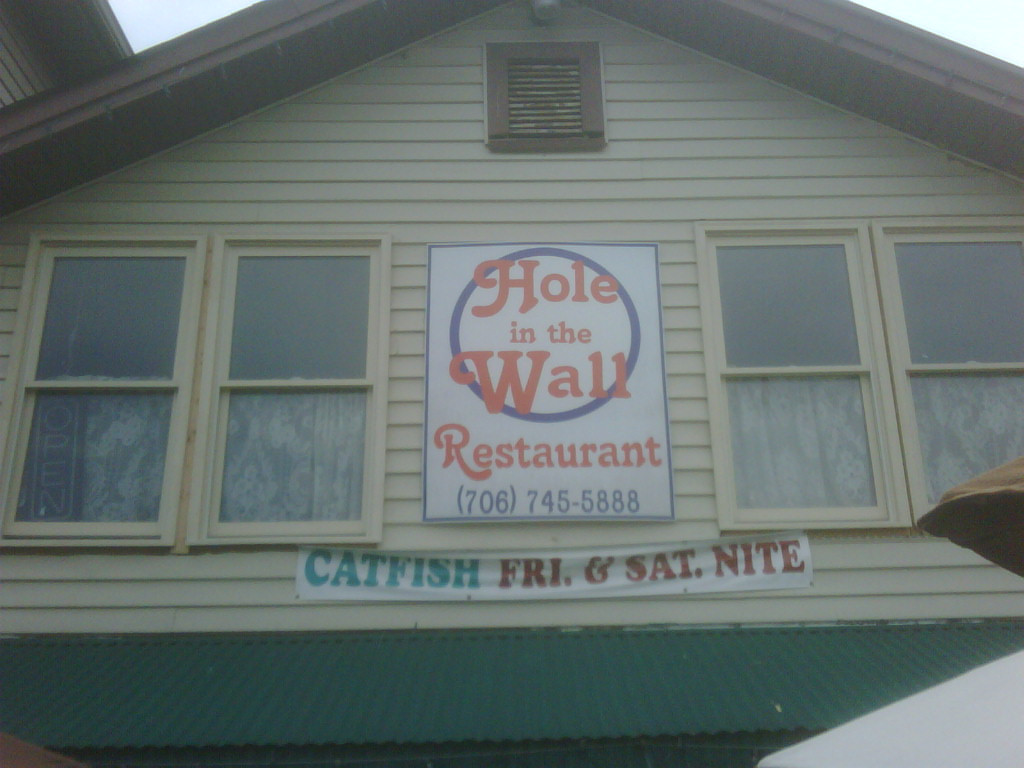 Hole
in the
Wall
Restaurant
(706) 745-5888
CATFISH FRI. & SAT. NITE
OPEN